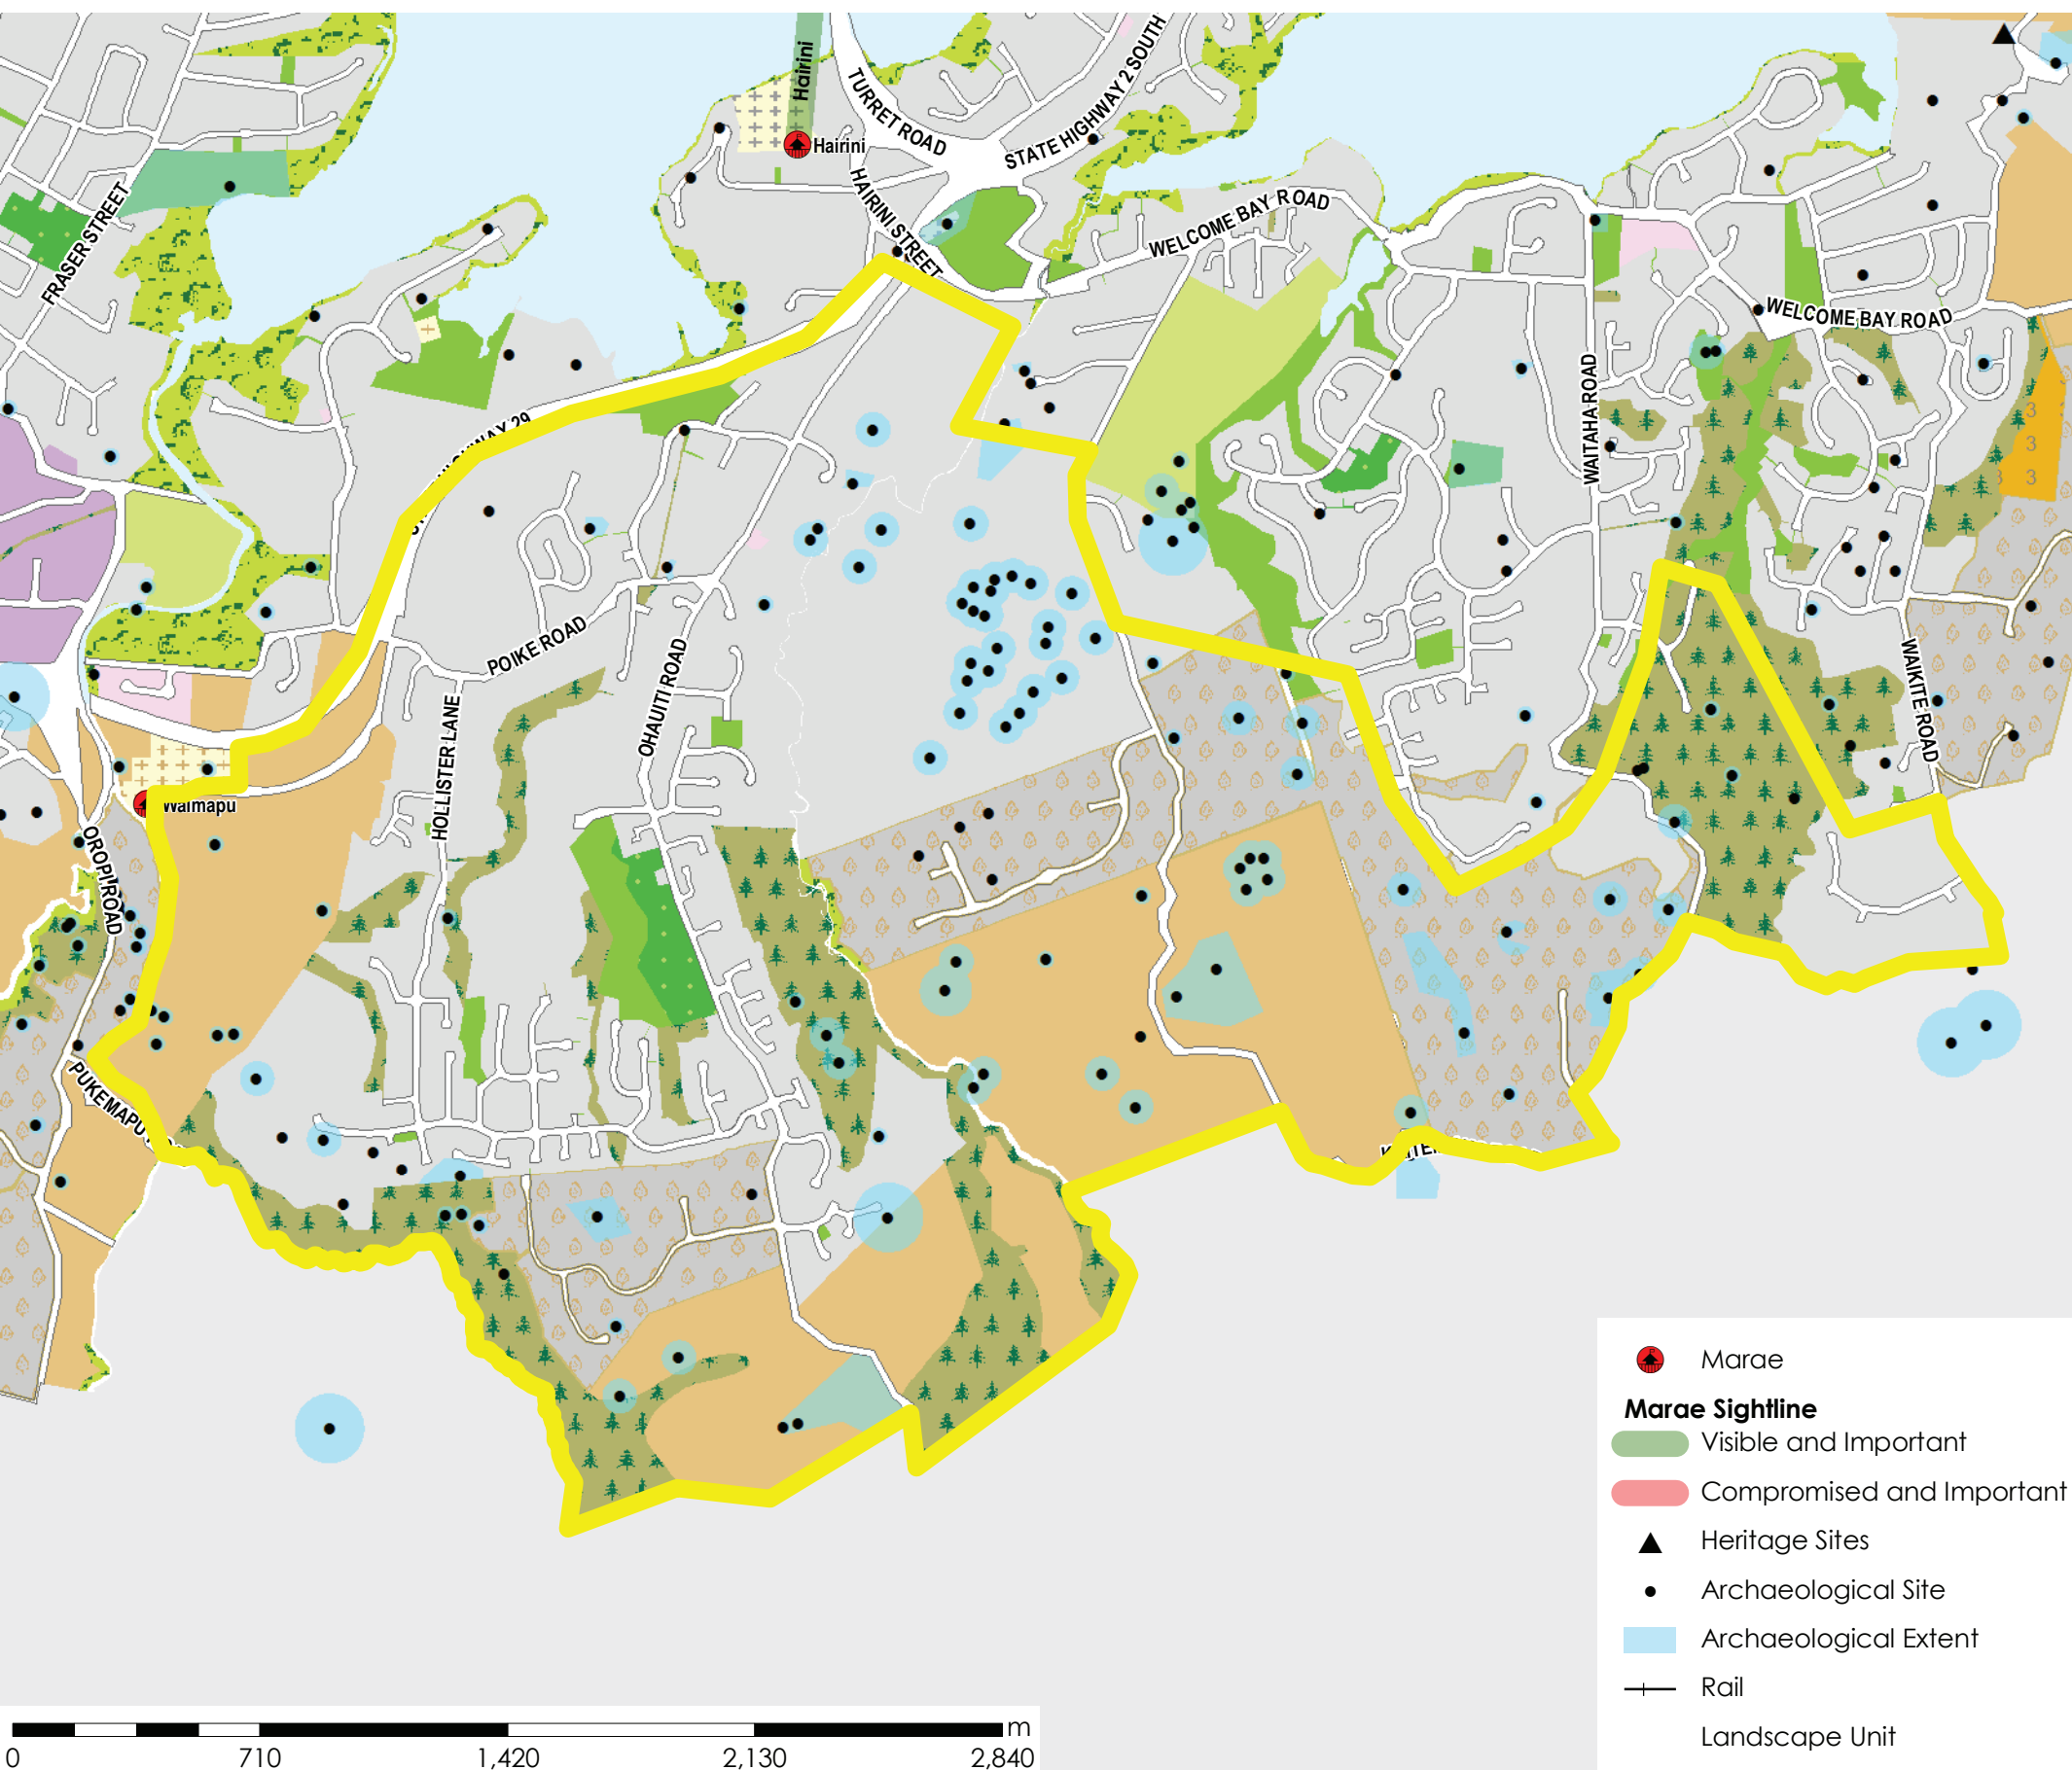 Hairini
Hairini
TURRET ROAD
STATE HIGHWAY 2 SOUTH
HAIRINI STREET
WELCOME BAY ROAD
FRASER STREET
WELCOME BAY ROAD
WAITAHA ROAD
3
3
3
POIKE ROAD
OHAUITI ROAD
HOLLISTER LANE
WAIKITE ROAD
Waimapu
OROPI ROAD
PUKEMAPU
Marae
Marae Sightline
Visible and Important
Compromised and Important
Heritage Sites
Archaeological Site
Archaeological Extent
Rail
Landscape Unit
m
0 710 1,420 2,130 2,840